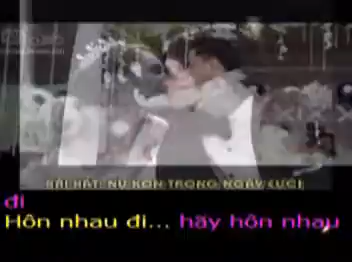 BÀI HÁT: NỤ HÔN TRONG NGÀY CƯỚI
đi
Hôn nhau đi... hãy hôn nhau